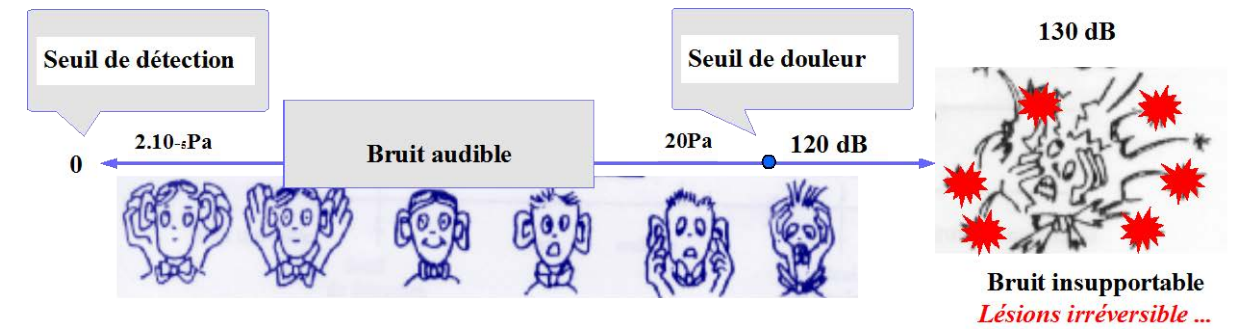 Seuil de détection
Seuil de douleur
130 dB
0
2.10-5Pa
Bruit audible
20Pa
120 dB
Bruit insupportable
Lésions irréversible ...